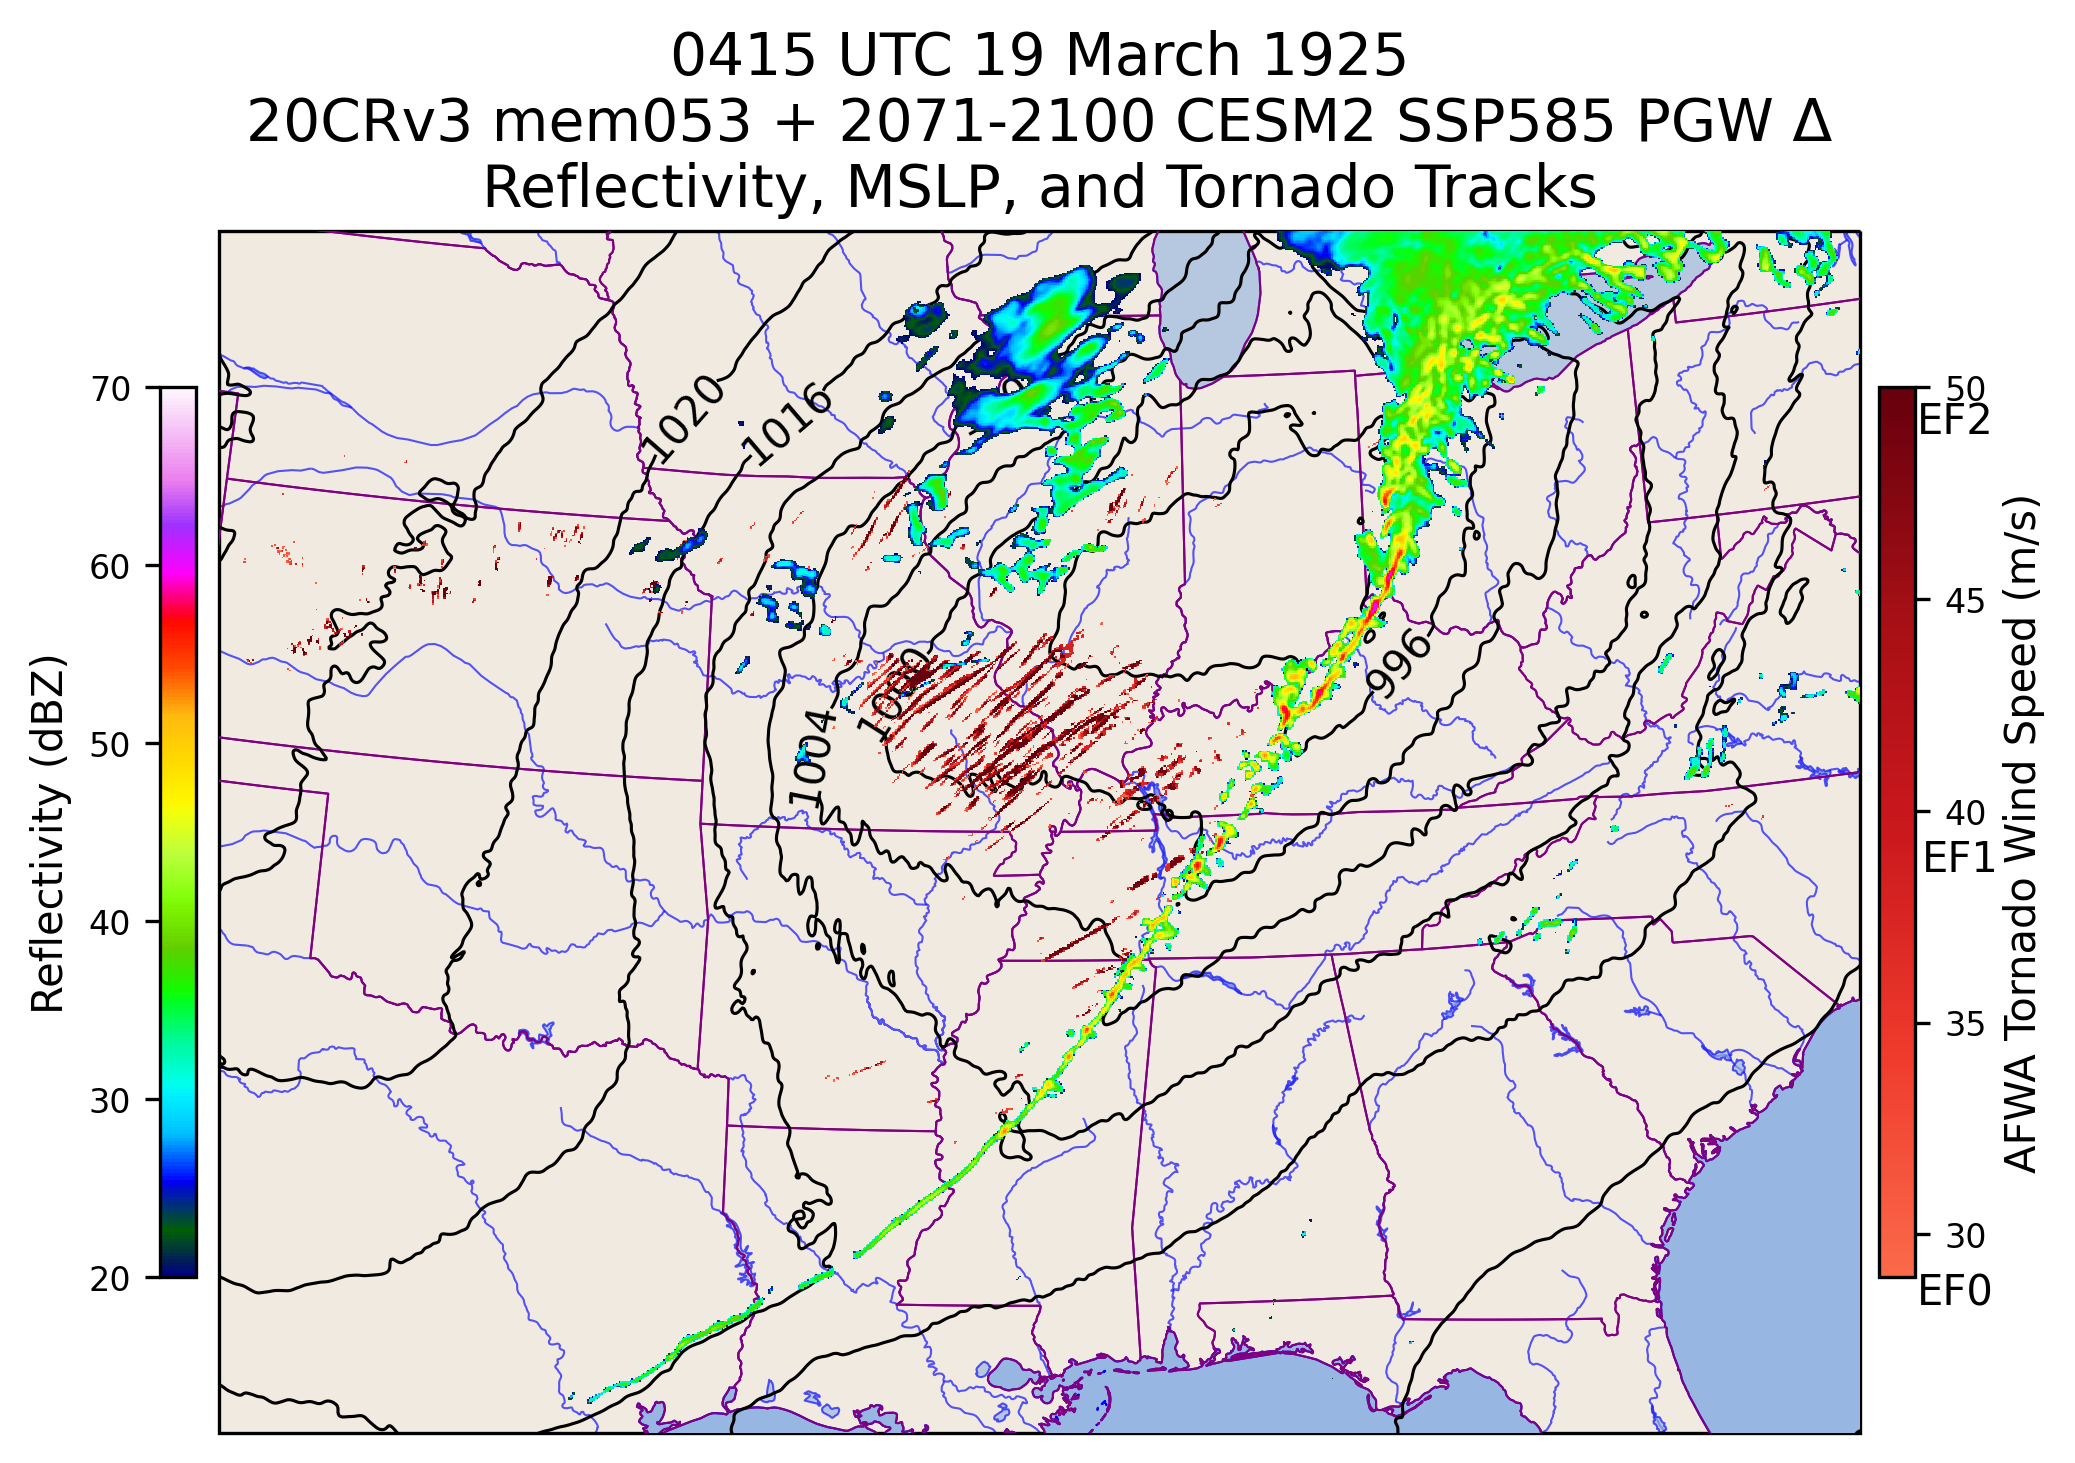 0415 UTC 19 March 1925
20CRv3 mem053 + 2071-2100 CESM2 SSP585 PGW Δ
Reflectivity, MSLP, and Tornado Tracks
Reflectivity (dBZ)
70
60
50
40
30
20
1020
1016
1004
1000
996
50
EF2
45
40
EF1
35
30
EF0
AFWA Tornado Wind Speed (m/s)